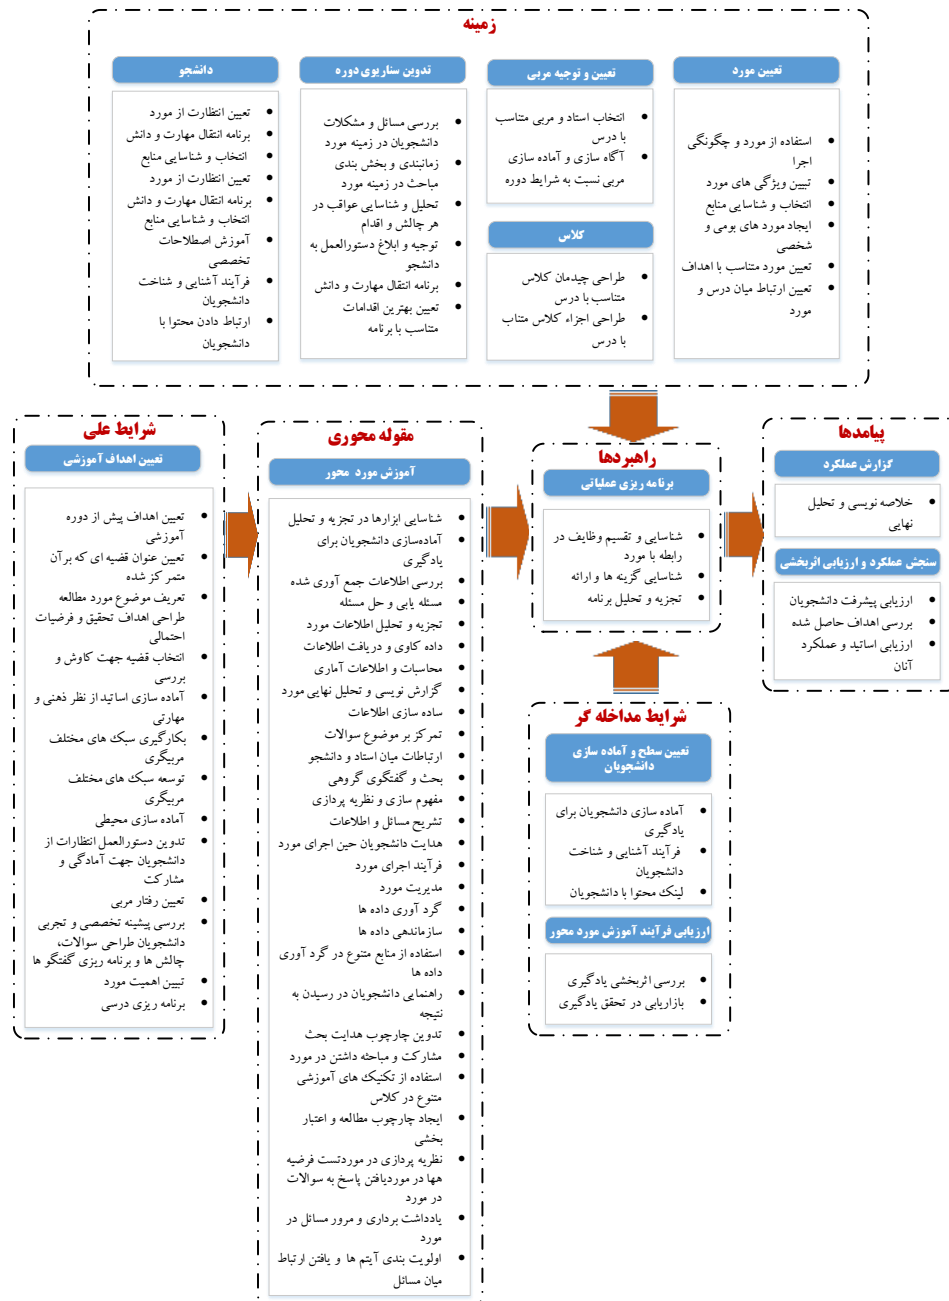 زمینه
تعیین مورد
استفاده از مورد و چگونگی
اجرا
تبیین ویژگی های مورد
انتخاب و شناسایی منابع
ایجاد مورد های بومی و
شخصی
تعیین مورد متناسب با اهداف
تعیین ارتباط میان درس و
مورد
تعیین و توجیه مربی
انتخاب استاد و مربی متناسب
با درس
آگاه سازی و آماده سازی
مربی نسبت به شرایط دوره
کلاس
طراحی چیدمان کلاس
متناسب با درس
طراحی اجزاء کلاس متناب
با درس
تدوین سناریوی دوره
بررسی مسائل و مشکلات
دانشجویان در زمینه مورد
زمانبندی و بخش بندی
مباحث در زمینه مورد
تحلیل و شناسایی عواقب در
هر چالش و اقدام
توجیه و ابلاغ دستورالعمل به
دانشجو
برنامه انتقال مهارت و دانش
تعیین بهترین اقدامات
متناسب با برنامه
دانشجو
تعیین انتظارت از مورد
برنامه انتقال مهارت و دانش
انتخاب و شناسایی منابع
تعیین انتظارت از مورد
برنامه انتقال مهارت و دانش
انتخاب و شناسایی منابع
آموزش اصطلاحات
تخصصی
فرآیند آشنایی و شناخت
دانشجویان
ارتباط دادن محتوا با
دانشجویان
شرایط علی
تعیین اهداف آموزشی
تعیین اهداف پیش از دوره
آموزشی
تعیین عنوان قضیه ای که برآن
متمرکز شده
تعریف موضوع مورد مطالعه
طراحی اهداف تحقیق و فرضیات
احتمالی
انتخاب قضیه جهت کاوش و
بررسی
آماده سازی اساتید از نظر ذهنی و
مهارتی
بکارگیری سبک های مختلف
مربیگری
توسعه سبک های مختلف
مربیگری
آماده سازی محیطی
تدوین دستورالعمل انتظارات از
دانشجویان جهت آمادگی و
مشارکت
تعیین رفتار مربی
بررسی پیشینه تخصصی و تجربی
دانشجویان طراحی سوالات،
چالش ها و برنامه ریزی گفتگو ها
تبیین اهمیت مورد
برنامه ریزی درسی
مقوله محوری
آموزش مورد محور
شناسایی ابزارها در تجزیه و تحلیل
آماده‌سازی دانشجویان برای
یادگیری
بررسی اطلاعات جمع آوری شده
مسئله یابی و حل مسئله
تجزیه و تحلیل اطلاعات مورد
داده کاوی و دریافت اطلاعات
محاسبات و اطلاعات آماری
گزارش نویسی و تحلیل نهایی مورد
ساده سازی اطلاعات
تمرکز بر موضوع سوالات
ارتباطات میان استاد و دانشجو
بحث و گفتگوی گروهی
مفهوم سازی و نظریه پردازی
تشریح مسائل و اطلاعات
هدایت دانشجویان حین اجرای مورد
فرآیند اجرای مورد
مدیریت مورد
گرد آوری داده ها
سازماندهی داده ها
استفاده از منابع متنوع در گرد آوری
داده ها
راهنمایی دانشجویان در رسیدن به
نتیجه
تدوین چارچوب هدایت بحث
مشارکت و مباحثه داشتن در مورد
استفاده از تکنیک های آموزشی
متنوع در کلاس
ایجاد چارچوب مطالعه و اعتبار
بخشی
نظریه پردازی در موردتست فرضیه
هها در موردیافتن پاسخ به سوالات
در مورد
یادداشت برداری و مرور مسائل در
مورد
اولویت بندی آیتم ها و یافتن ارتباط
میان مسائل
راهبردها
برنامه ریزی عملیاتی
شناسایی و تقسیم وظایف در
رابطه با مورد
شناسایی گزینه ها و ارائه
تجزیه و تحلیل برنامه
پیامدها
گزارش عملکرد
خلاصه نویسی و تحلیل
نهایی
سنجش عملکرد و ارزیابی اثربخشی
ارزیابی پیشرفت دانشجویان
بررسی اهداف حاصل شده
ارزیابی اساتید و عملکرد
آنان
شرایط مداخله گر
تعیین سطح و آماده سازی
دانشجویان
آماده سازی دانشجویان برای
یادگیری
فرآیند آشنایی و شناخت
دانشجویان
لینک محتوا با دانشجویان
ارزیابی فرآیند آموزش مورد محور
بررسی اثربخشی یادگیری
بازاریابی در تحقق یادگیری